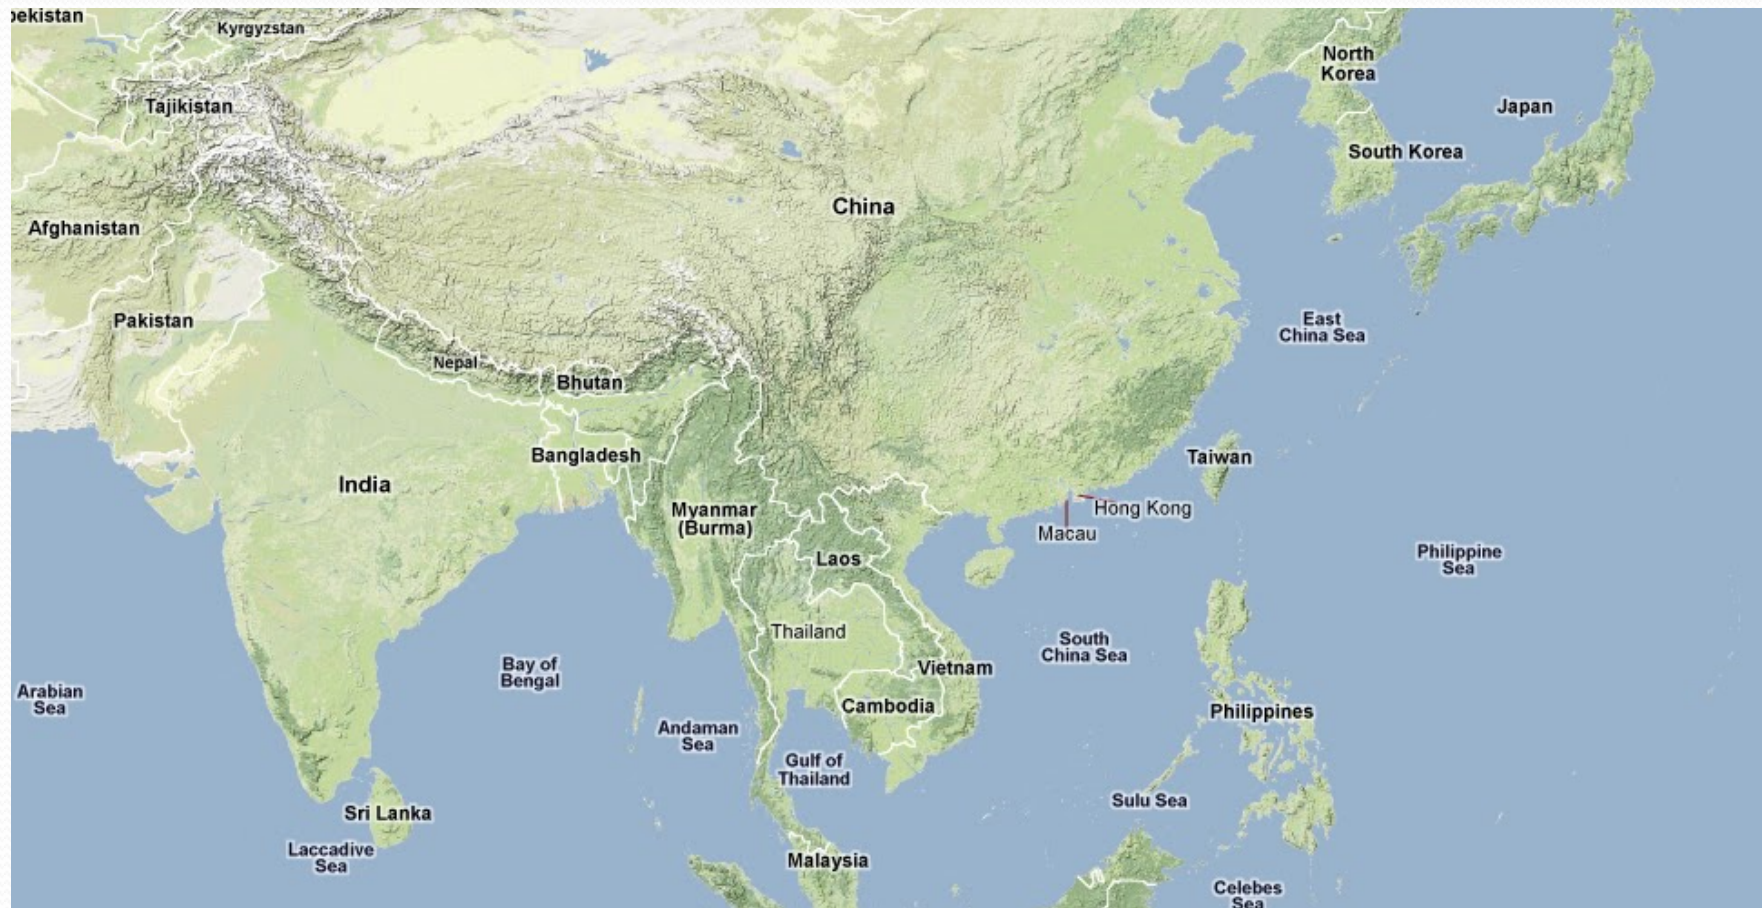 bekistan
Kyrgyzstan
North
Korea
Tajikistan
Japan
South Korea
China
Afghanistan
Pakistan
East
China Sea
Nepal
Bhutan
Bangladesh
Taiwan
India
Myanmar
(Burma)
Hong Kong
Macau
Laos
Philippine
Sea
Thailand
South
China Sea
Vietnam
Bay of
Bengal
Arabian
Sea
Cambodia
Philippines
Andaman
Sea
Gulf of
Thailand
Sulu Sea
Sri Lanka
Laccadive
Sea
Malaysia
Celebes
Sea